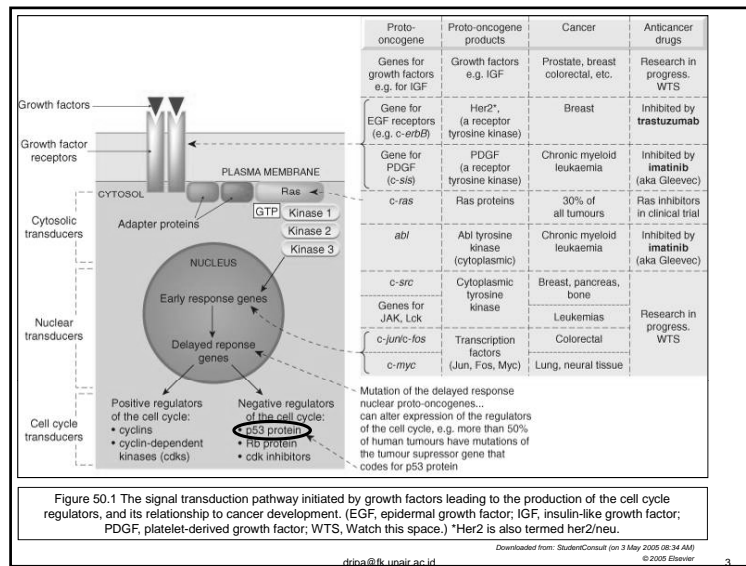 Growth factors
Growth factor
receptors
PLASMA MEMBRANE
CYTOSOL
Ras
Adapter proteins
GTP
Kinase 1
Kinase 2
Kinase 3
Cytosolic
transducers
NUCLEUS
Early response genes
Nuclear
transducers
Delayed reponse
genes
Cell cycle
transducers
Positive regulators
of the cell cycle:
• cyclins
• cyclin-dependent
kinases (cdks)
Negative regulators
of the cell cycle:
• p53 protein
• Rb protein
• cdk inhibitors
Proto-
oncogene
Proto-oncogene
products
Cancer
Anticancer
drugs
Genes for
growth factors
e.g. for IGF
Growth factors
e.g. IGF
Prostate, breast
colorectal, etc.
Research in
progress.
WTS
Gene for
EGF receptors
(e.g. c-erbB)
Her2*,
(a receptor
tyrosine kinase)
Breast
Inhibited by
trastuzumab
Gene for
PDGF
(c-sis)
PDGF
(a receptor
tyrosine kinase)
Chronic myeloid
leukaemia
Inhibited by
imatinib
(aka Gleevec)
c-ras
Ras proteins
30% of
all tumours
Ras inhibitors
in clinical trial
abl
Abl tyrosine
kinase
(cytoplasmic)
Chronic myeloid
leukaemia
Inhibited by
imatinib
(aka Gleevec)
c-src
Cytoplasmic
tyrosine
kinase
Breast, pancreas,
bone
Genes for
JAK, Lck
Leukemias
Research in
progress.
WTS
c-jun/c-fos
Transcription
factors
(Jun, Fos, Myc)
Colorectal
c-myc
Lung, neural tissue
Mutation of the delayed response
nuclear proto-oncogenes...
can alter expression of the regulators
of the cell cycle, e.g. more than 50%
of human tumours have mutations of
the tumour supressor gene that
codes for p53 protein
Figure 50.1 The signal transduction pathway initiated by growth factors leading to the production of the cell cycle
regulators, and its relationship to cancer development. (EGF, epidermal growth factor; IGF, insulin-like growth factor;
PDGF, platelet-derived growth factor; WTS, Watch this space.) *Her2 is also termed her2/neu.
Downloaded from: StudentConsult (on 3 May 2005 08:34 AM)
© 2005 Elsevier
dripa@fk.unair.ac.id
3